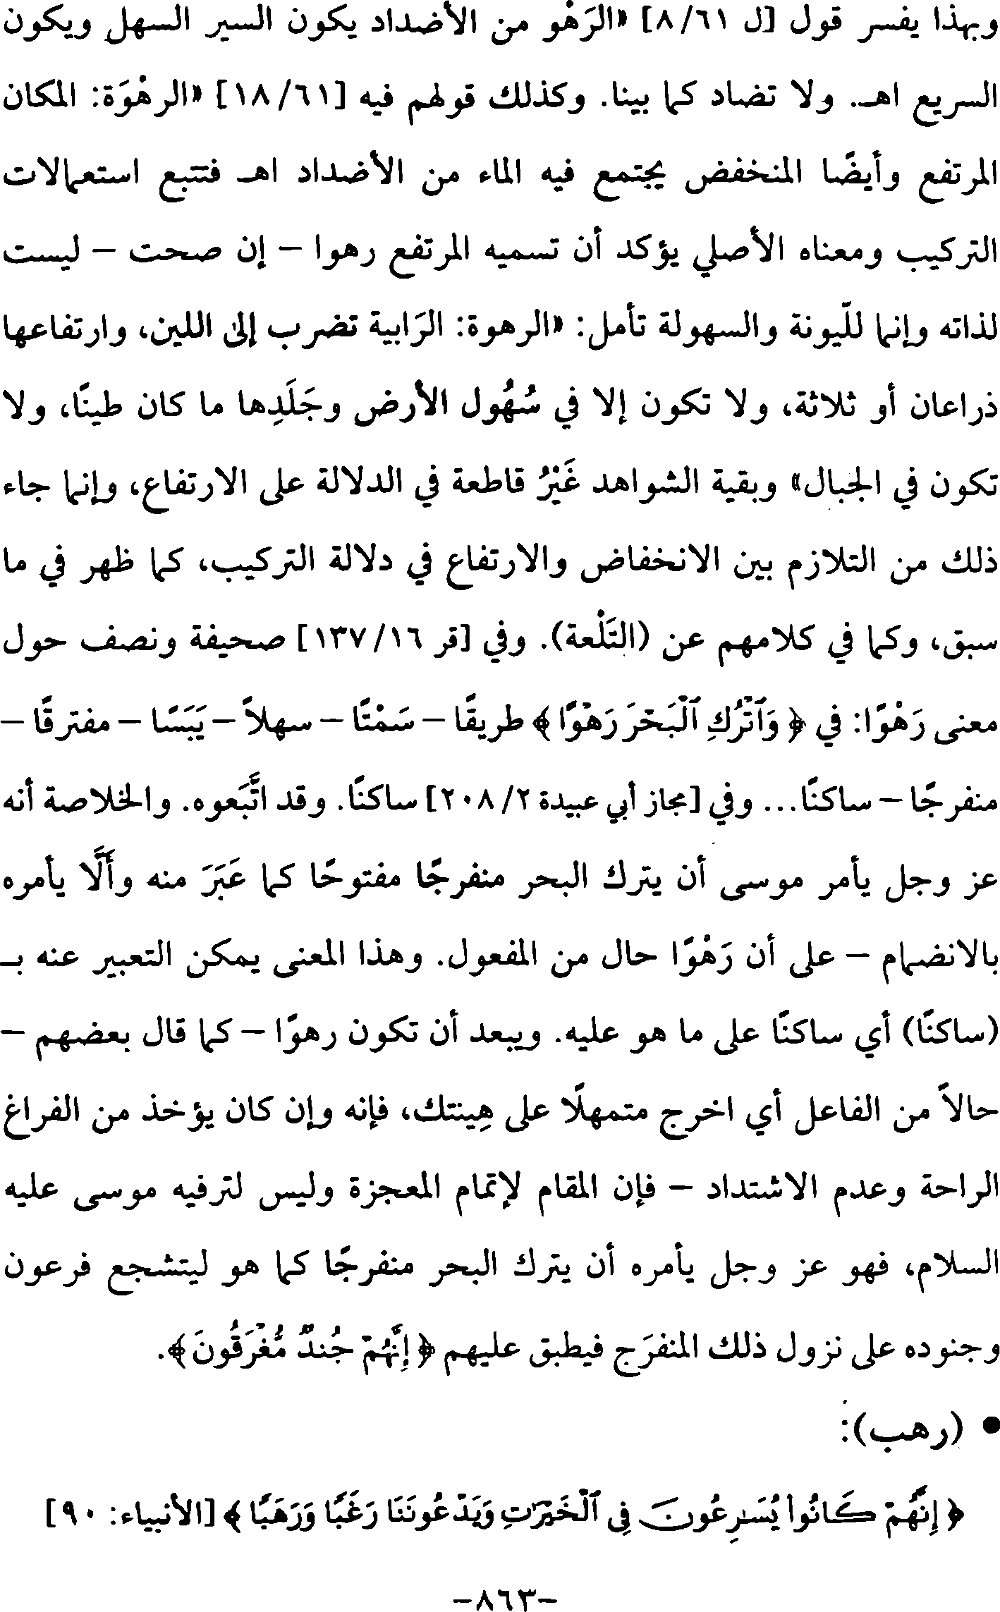 وبهذا يفسر قول [ل ٨/٦١] «الرَهْو من الأضداد يكون السير السهل ويكون
السريع اهـ. ولا تضاد كما بينا. وكذلك قولهم فيه [١٨/٦١] «الرهْوَة: المكان
المرتفع وأيضًا المنخفض يجتمع فيه الماء من الأضداد اهـ فتتبع استعمالات
التركيب ومعناه الأصلي يؤكد أن تسميه المرتفع رهوا – إن صحت – ليست
لذاته وإنما للّيونة والسهولة تأمل: «الرهوة: الرَابية تضرب إلى اللين، وارتفاعها
ذراعان أو ثلاثة، ولا تكون إلا في سُهُول الأرض وجَلَدِها ما كان طينًا، ولا
تكون في الجبال» وبقية الشواهد غَيْرُ قاطعة في الدلالة على الارتفاع، وإنما جاء
ذلك من التلازم بين الانخفاض والارتفاع في دلالة التركيب، كما ظهر في ما
سبق، وكما في كلامهم عن (التَلْعة). وفي [قر ١٣٧/١٦] صحيفة ونصف حول
معنى رَهْوًا: في ﴿ وَٱتْرُكِ ٱلْبَحْرَ رَهْوًا ﴾ طريقًا – سَمْتًا – سهلاً – يَبَسًا – مفترقًا –
منفرجًا – ساكنًا... وفي [مجاز أبي عبيدة ٢٠٨/٢] ساكنًا. وقد اتَّبَعوه. والخلاصة أنه
عز وجل يأمر موسى أن يترك البحر منفرجًا مفتوحًا كما عَبَرَ منه وأَلَّا يأمره
بالانضمام – على أن رَهْوًا حال من المفعول. وهذا المعنى يمكن التعبير عنه بـ
(ساكنًا) أي ساكنًا على ما هو عليه. ويبعد أن تكون رهوًا – كما قال بعضهم –
حالاً من الفاعل أي اخرج متمهلًا على هِينتك، فإنه وإن كان يؤخذ من الفراغ
الراحة وعدم الاشتداد – فإن المقام لإتمام المعجزة وليس لترفيه موسى عليه
السلام، فهو عز وجل يأمره أن يترك البحر منفرجًا كما هو ليتشجع فرعون
وجنوده على نزول ذلك المنفرَج فيطبق عليهم ﴿ إِنَّهُمْ جُندٌ مُّغْرَقُونَ ﴾.
• (رهب):
﴿ إِنَّهُمْ كَانُوا۟ يُسَـٰرِعُونَ فِى ٱلْخَيْرَٰتِ وَيَدْعُونَنَا رَغَبًا وَرَهَبًا ﴾ [الأنبياء: ٩٠]
-٨٦٣-